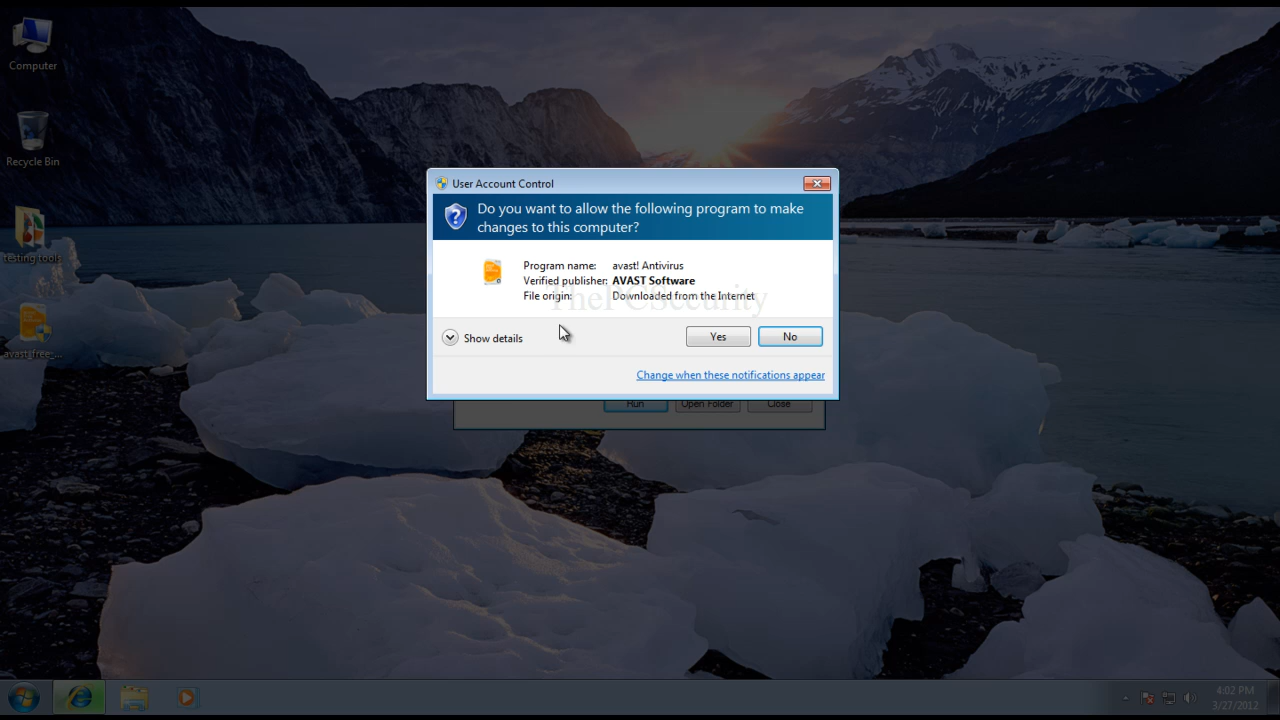 Computer
Recycle Bin
testing tools
avast_free_...
User Account Control
Do you want to allow the following program to make
changes to this computer?
Program name: avast! Antivirus
Verified publisher: AVAST Software
File origin: Downloaded from the Internet
ThePCSecurity
Show details
Yes
No
Change when these notifications appear
Run
Open Folder
Close
4:02 PM
3/27/2012